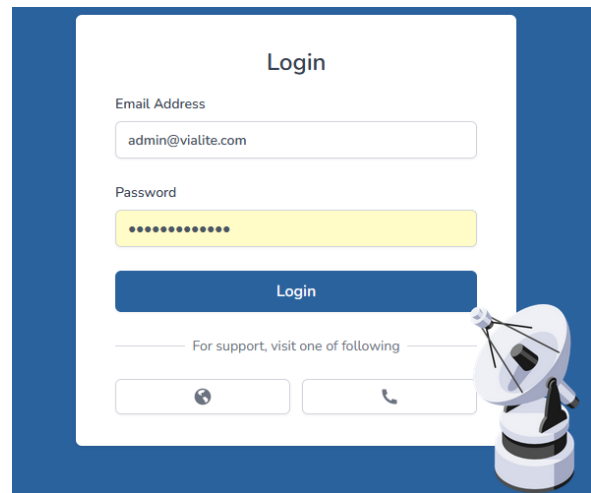 Login
Email Address
admin@vialite.com
Password
•••••••••••••
Login
For support, visit one of following